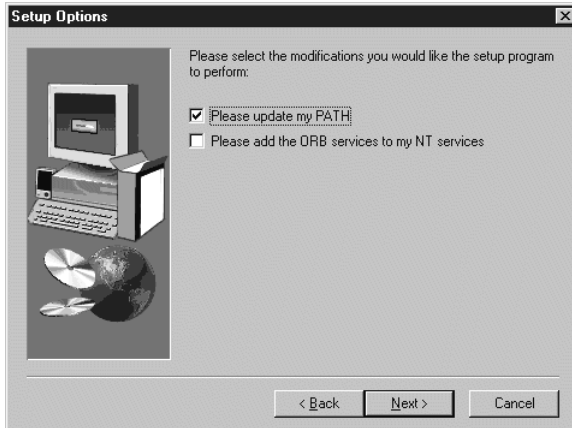 Setup Options
Please select the modifications you would like the setup program
to perform:
Please update my PATH
Please add the ORB services to my NT services
< Back
Next >
Cancel